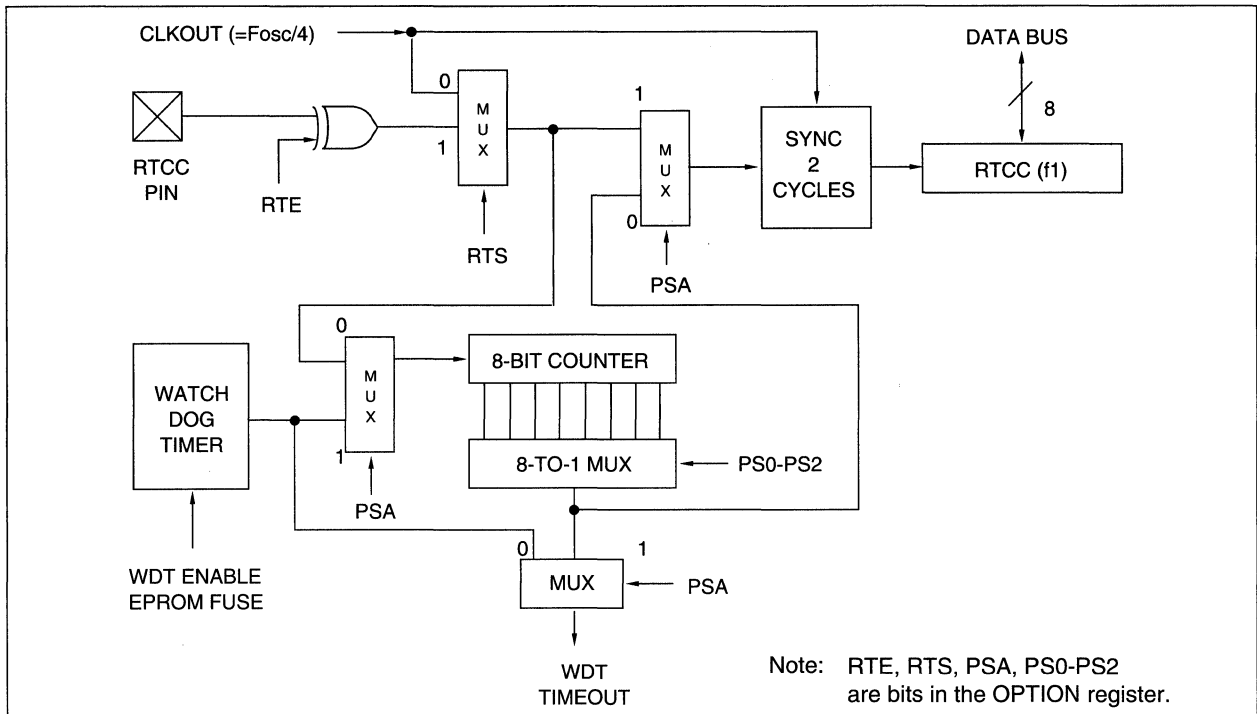 CLKOUT (=Fosc/4)
DATA BUS
0
MUX
1
1
MUX
0
8
SYNC
2
CYCLES
RTCC (f1)
RTCC
PIN
RTE
RTS
PSA
0
MUX
1
8-BIT COUNTER
WATCH
DOG
TIMER
8-TO-1 MUX
PS0-PS2
PSA
0
1
MUX
PSA
WDT ENABLE
EPROM FUSE
WDT
TIMEOUT
Note: RTE, RTS, PSA, PS0-PS2
are bits in the OPTION register.